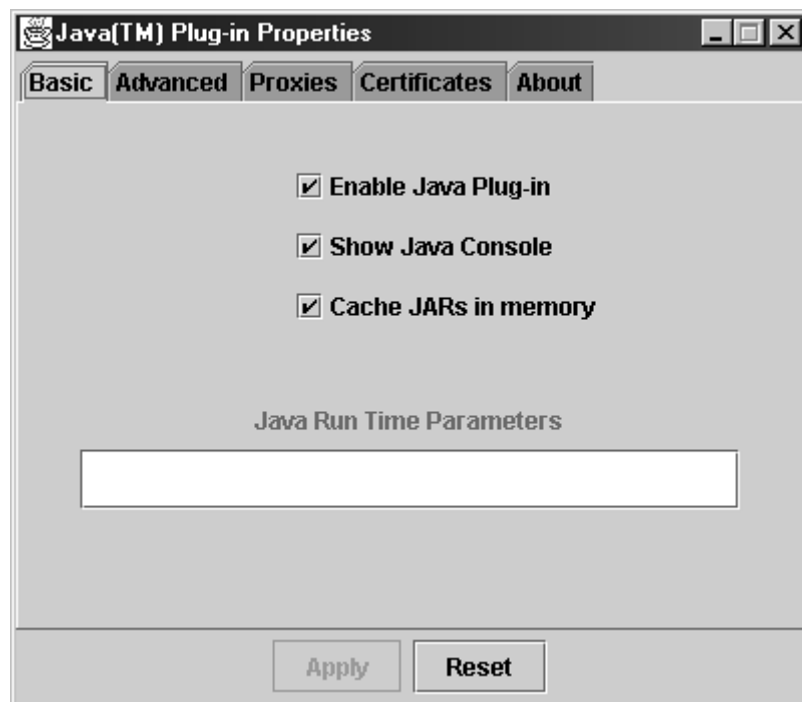 Java(TM) Plug-in Properties
Basic Advanced Proxies Certificates About
Enable Java Plug-in
Show Java Console
Cache JARs in memory
Java Run Time Parameters
Apply Reset